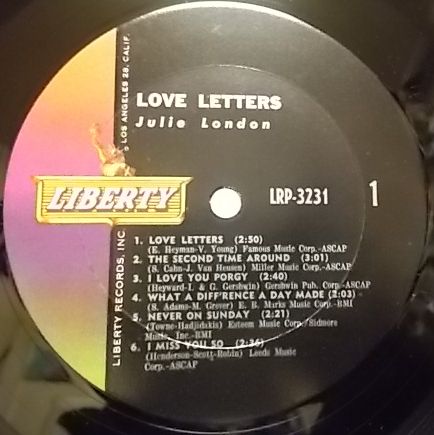 LOVE LETTERS
Julie London
LIBERTY
LRP-3231
1
1. LOVE LETTERS (2:50)
(E. Heyman-V. Young) Famous Music Corp.-ASCAP
2. THE SECOND TIME AROUND (3:01)
(S. Cahn-J. Van Heusen) Miller Music Corp.-ASCAP
3. I LOVE YOU PORGY (2:40)
(Heyward-I. & G. Gershwin) Gershwin Pub. Corp.-ASCAP
4. WHAT A DIFF'RENCE A DAY MADE (2:03)
(S. Adams-M. Grever) E. B. Marks Music Corp.-BMI
5. NEVER ON SUNDAY (2:21)
(Towne-Hadjidakis) Esteem Music Corp./Sidmore
Music, Inc.-BMI
6. I MISS YOU SO (2:36)
(Henderson-Scott-Robin) Leeds Music
Corp.-ASCAP
LIBERTY RECORDS, INC.
LOS ANGELES 28, CALIF.